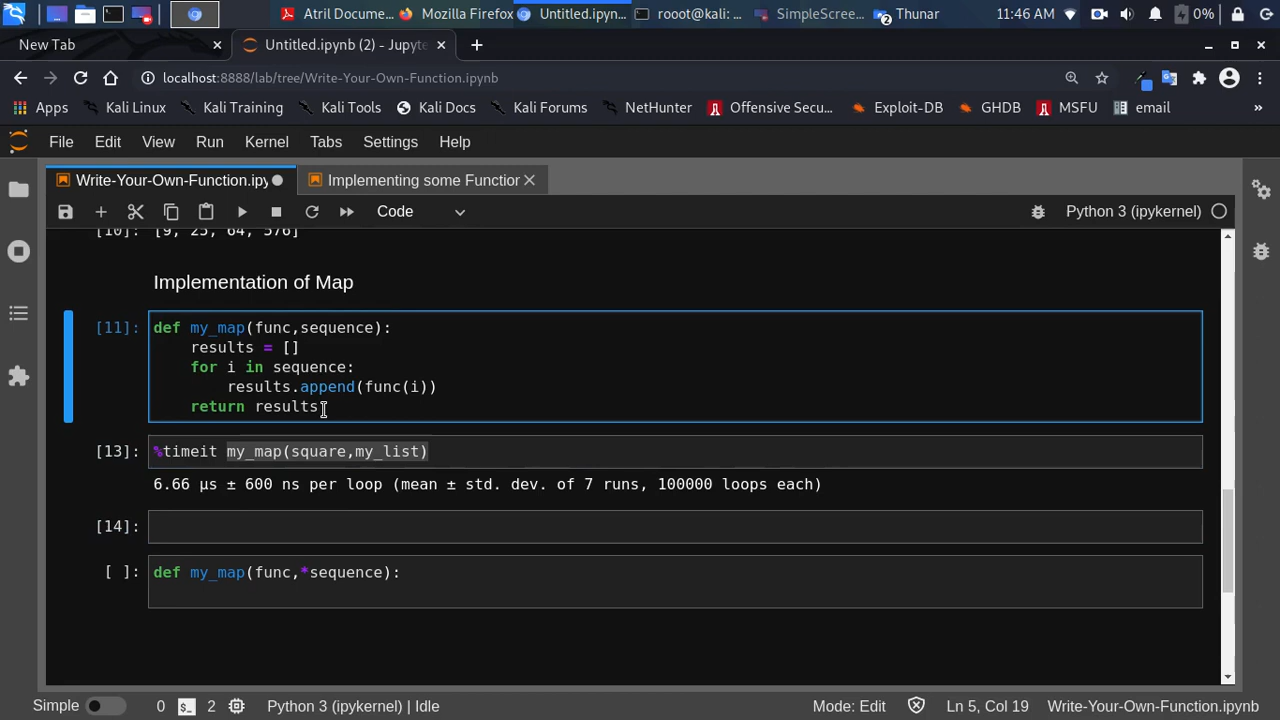 Atril Docume...
Mozilla Firefox
Untitled.ipyn...
rooot@kali: ...
SimpleScree...
2
Thunar
11:46 AM
0%
New Tab
Untitled.ipynb (2) - Jupyte
localhost:8888/lab/tree/Write-Your-Own-Function.ipynb
Apps
Kali Linux
Kali Training
Kali Tools
Kali Docs
Kali Forums
NetHunter
Offensive Secu...
Exploit-DB
GHDB
MSFU
email
»
File
Edit
View
Run
Kernel
Tabs
Settings
Help
Write-Your-Own-Function.ipy
Implementing some Function
Code
Python 3 (ipykernel)
[10]: [9, 25, 64, 576]
Implementation of Map
[11]: def my_map(func,sequence):
results = []
for i in sequence:
results.append(func(i))
return results
[13]: %timeit my_map(square,my_list)
6.66 µs ± 600 ns per loop (mean ± std. dev. of 7 runs, 100000 loops each)
[14]:
[ ]: def my_map(func,*sequence):
Simple
0
2
Python 3 (ipykernel) | Idle
Mode: Edit
Ln 5, Col 19
Write-Your-Own-Function.ipynb